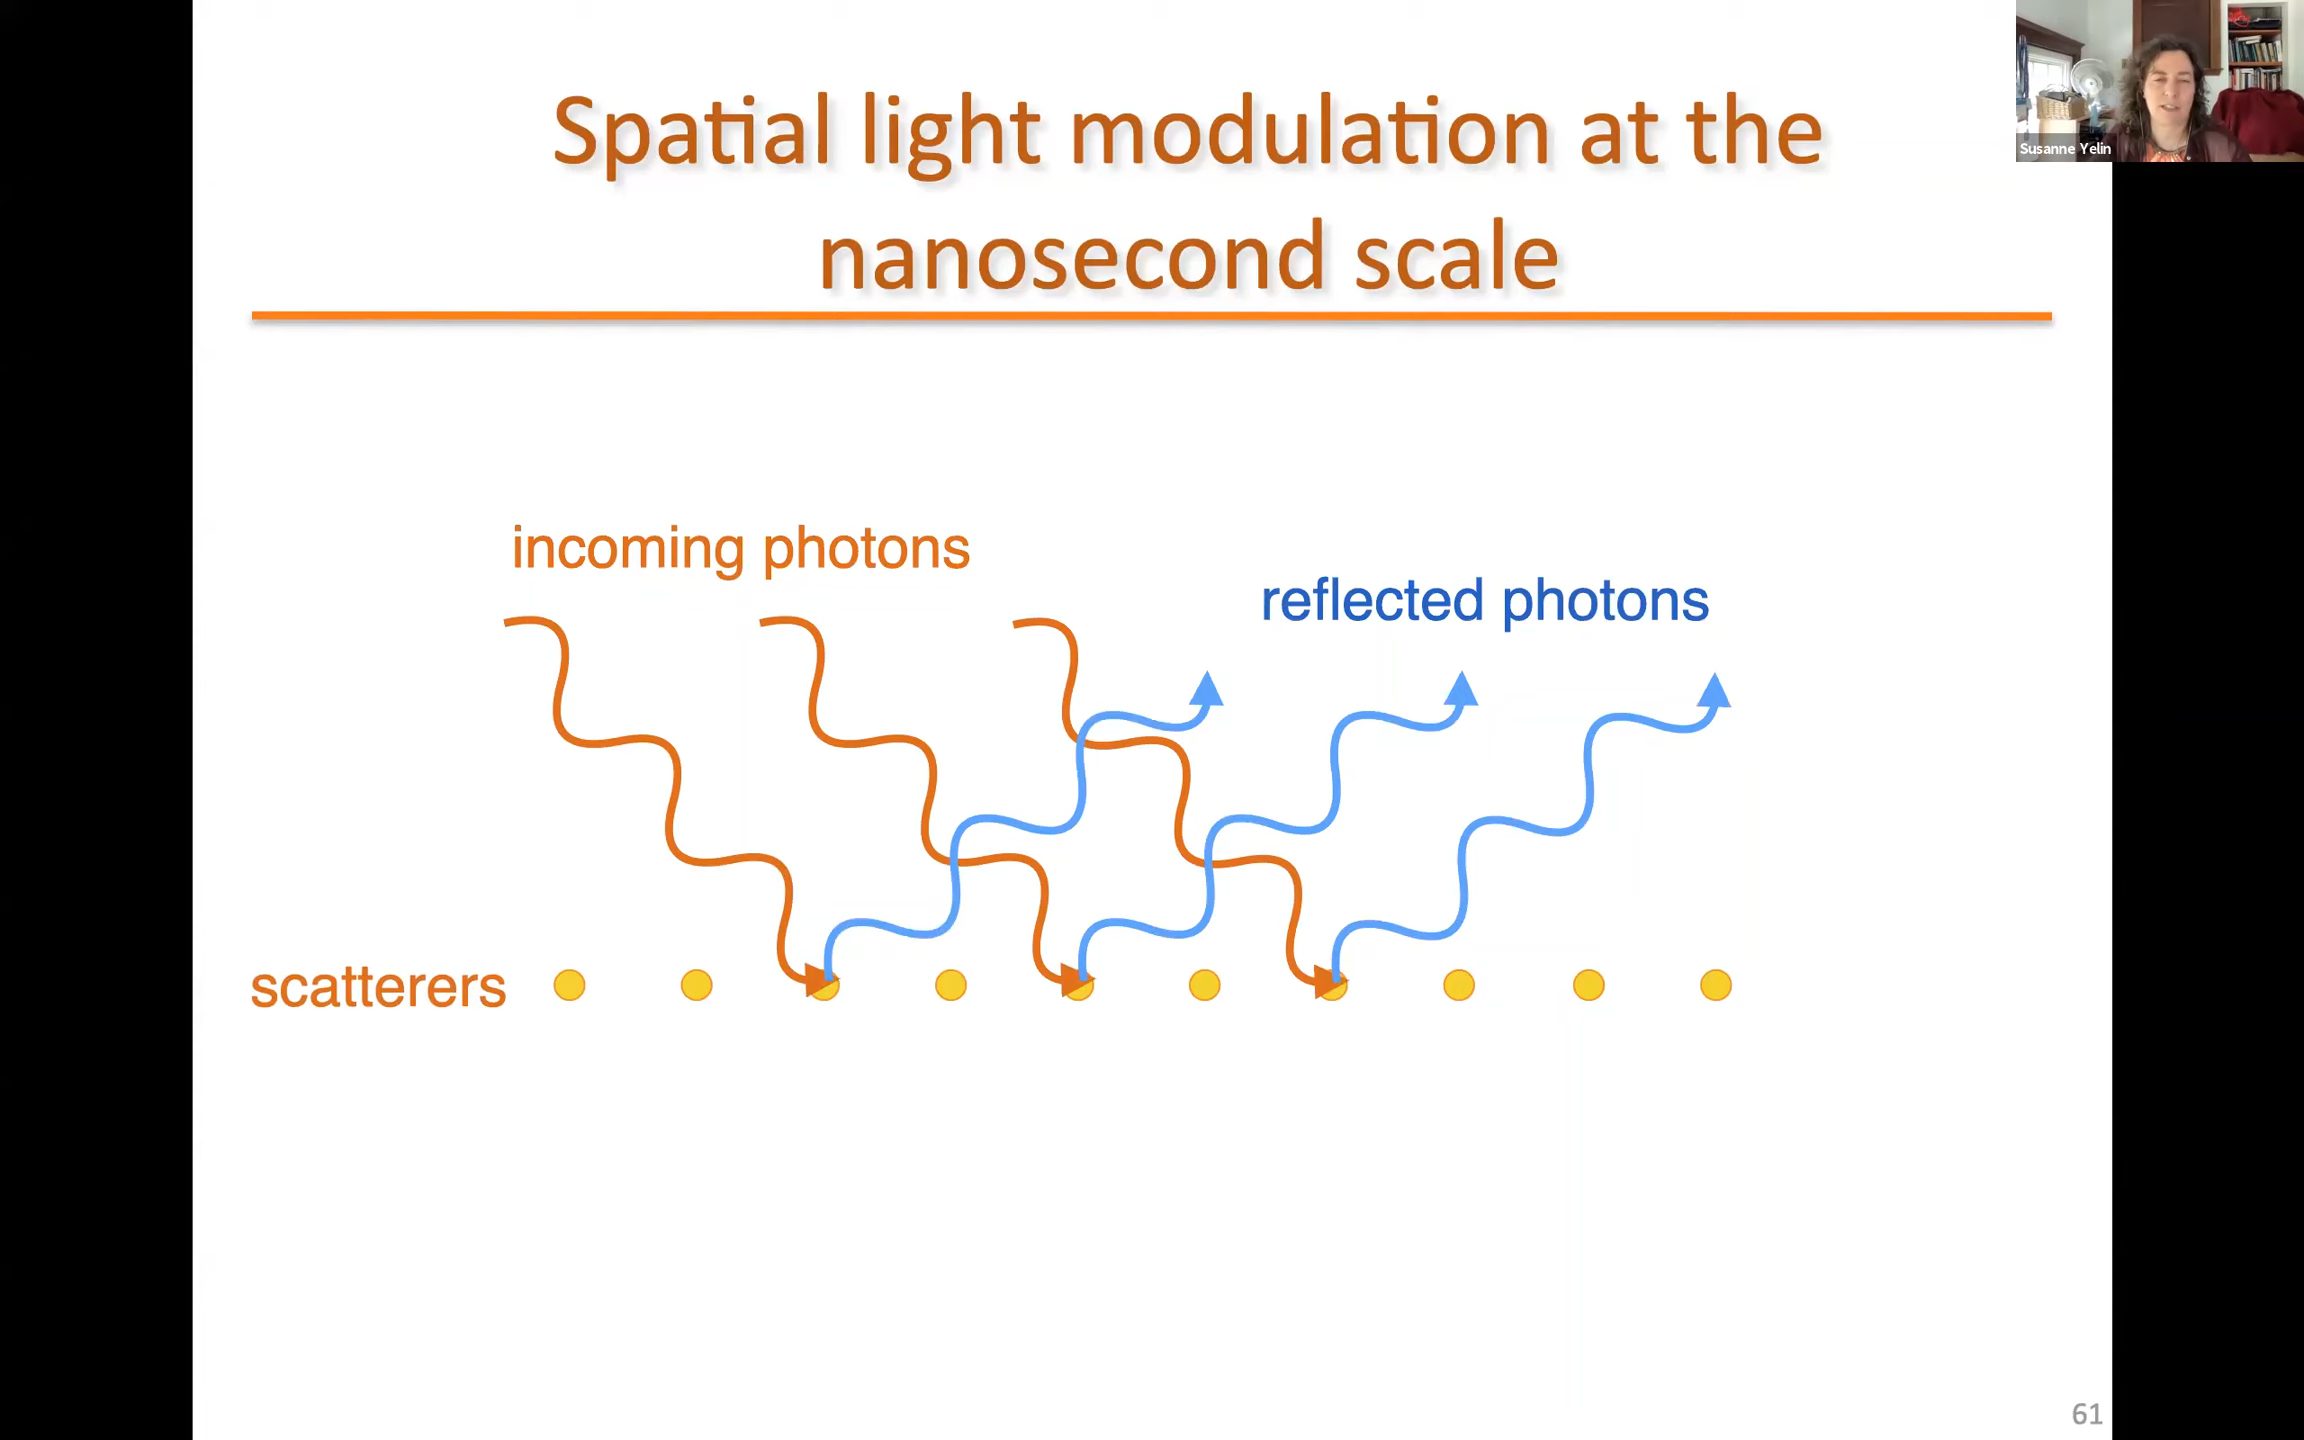 Spatial light modulation at the
nanosecond scale
Susanne Yelin
incoming photons
reflected photons
scatterers
61